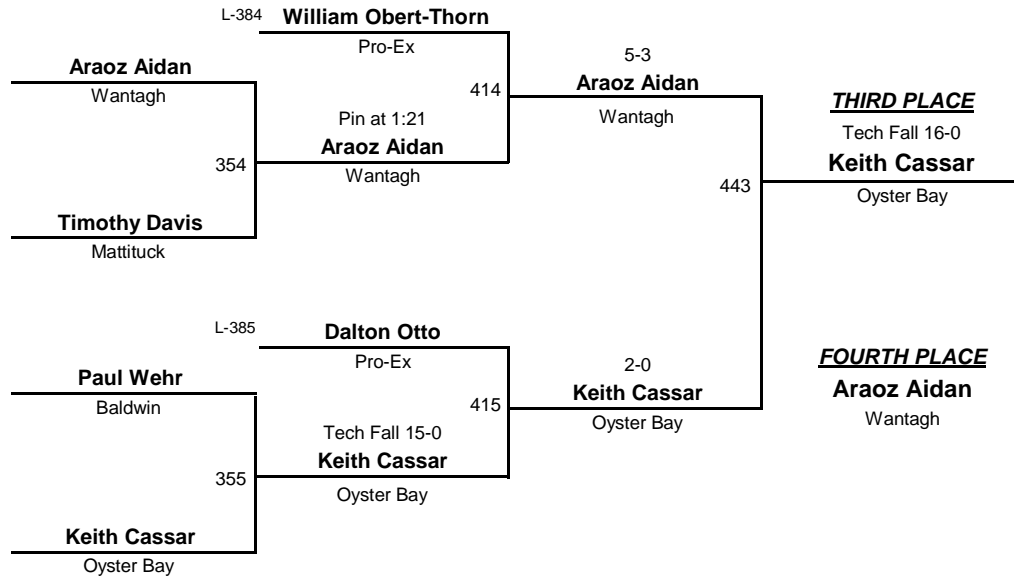 L-384
William Obert-Thorn
Pro-Ex
Araoz Aidan
Wantagh
5-3
Araoz Aidan
Wantagh
414
Pin at 1:21
Araoz Aidan
Wantagh
354
THIRD PLACE
Tech Fall 16-0
Keith Cassar
Oyster Bay
443
Timothy Davis
Mattituck
L-385
Dalton Otto
Pro-Ex
Paul Wehr
Baldwin
2-0
Keith Cassar
Oyster Bay
415
FOURTH PLACE
Araoz Aidan
Wantagh
Tech Fall 15-0
Keith Cassar
Oyster Bay
355
Keith Cassar
Oyster Bay